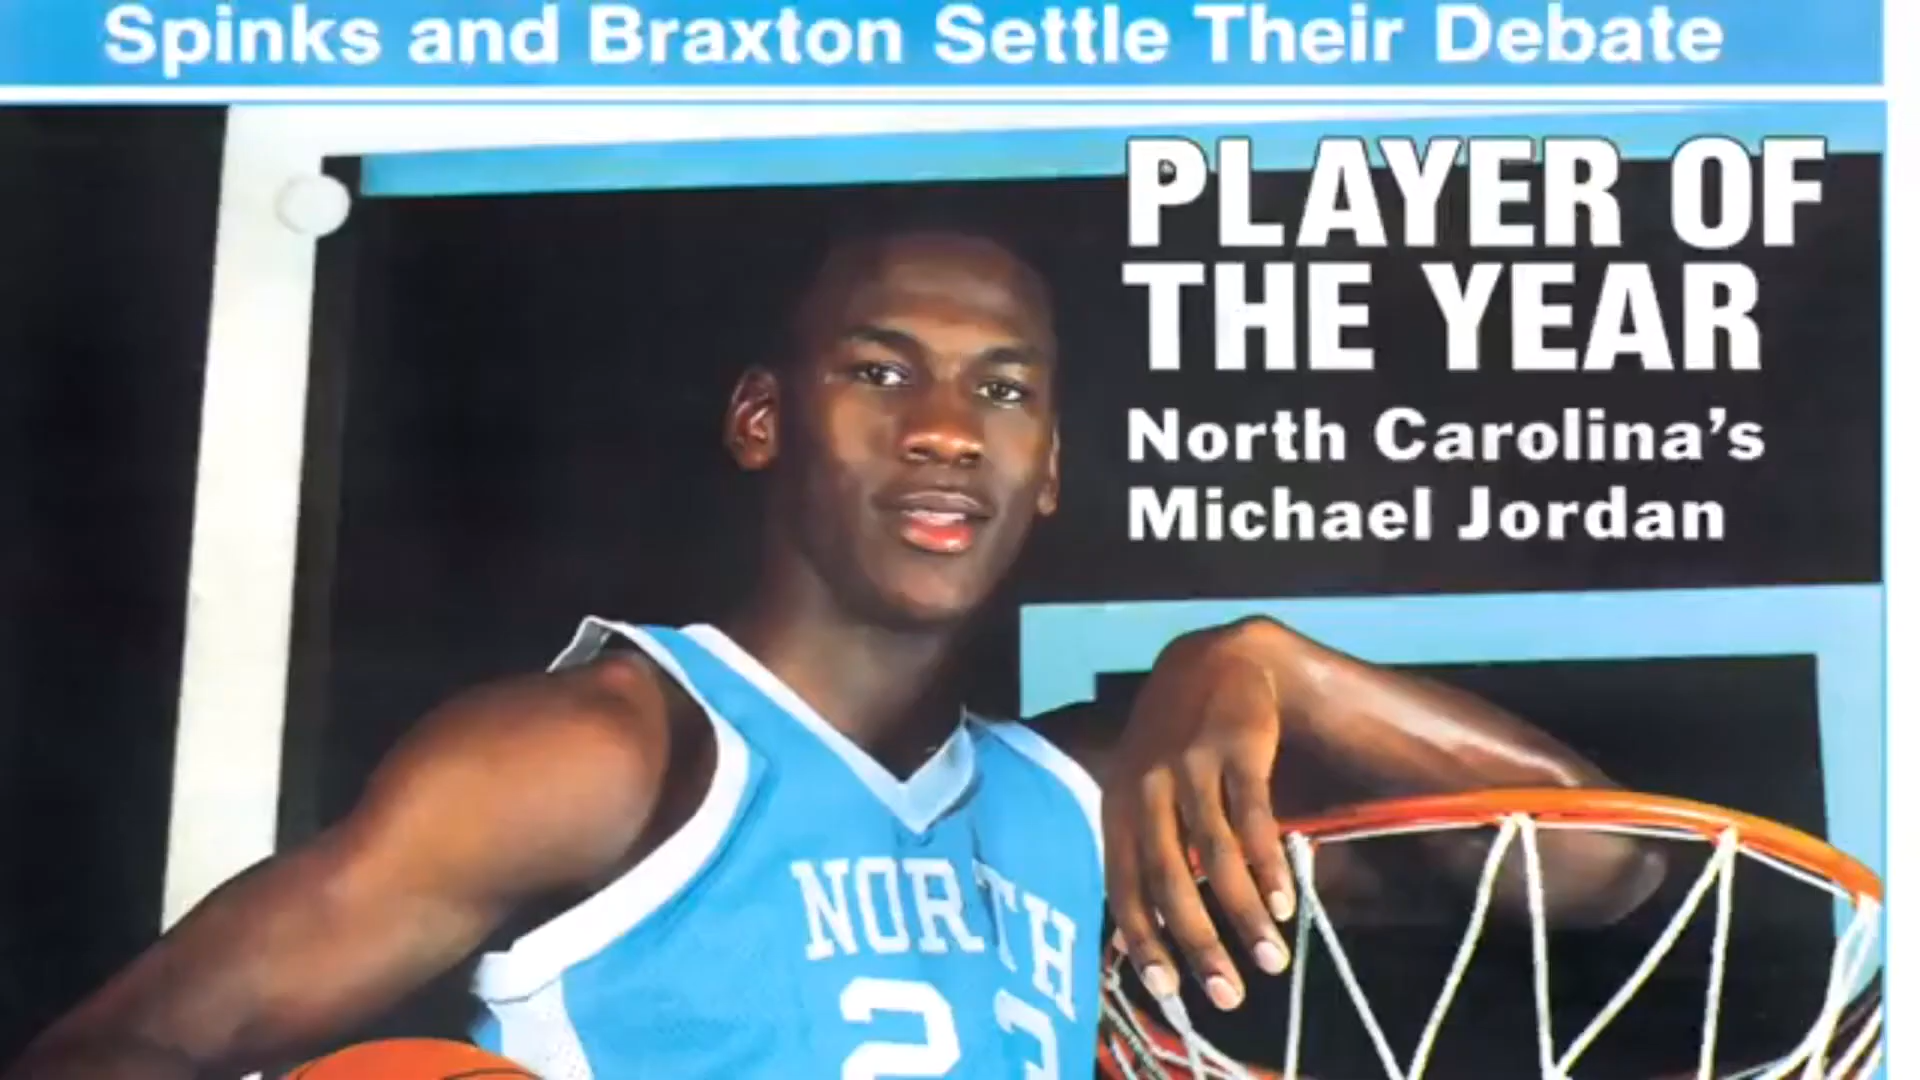 Spinks and Braxton Settle Their Debate
PLAYER OF
THE YEAR
North Carolina's
Michael Jordan
NORTH
23